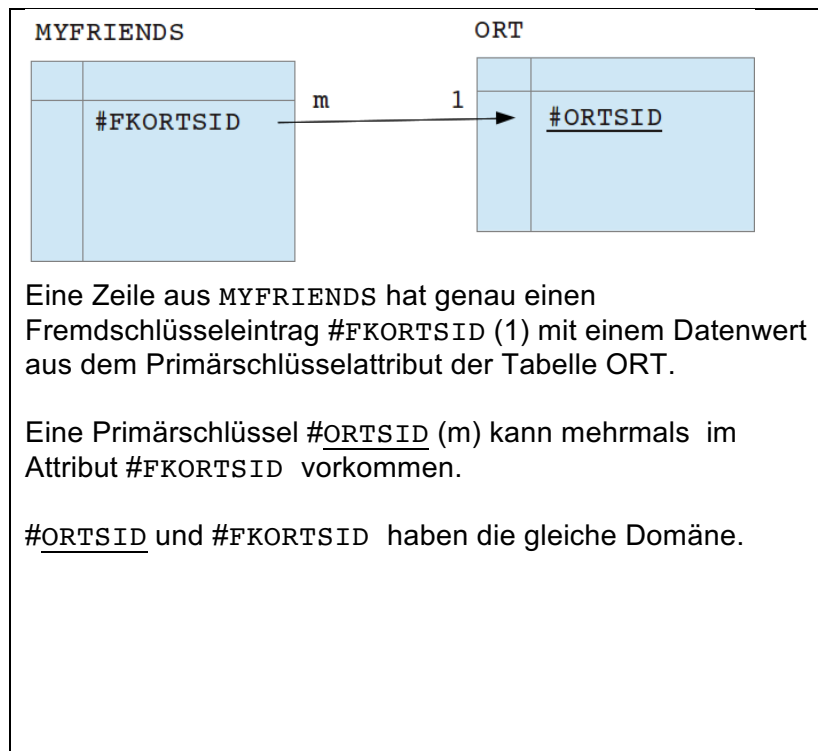 MYFRIENDS ORT
m 1
#FKORTSID #ORTSID
Eine Zeile aus MYFRIENDS hat genau einen
Fremdschlüsseleintrag #FKORTSID (1) mit einem Datenwert
aus dem Primärschlüsselattribut der Tabelle ORT.
Eine Primärschlüssel #ORTSID (m) kann mehrmals im
Attribut #FKORTSID vorkommen.
#ORTSID und #FKORTSID haben die gleiche Domäne.